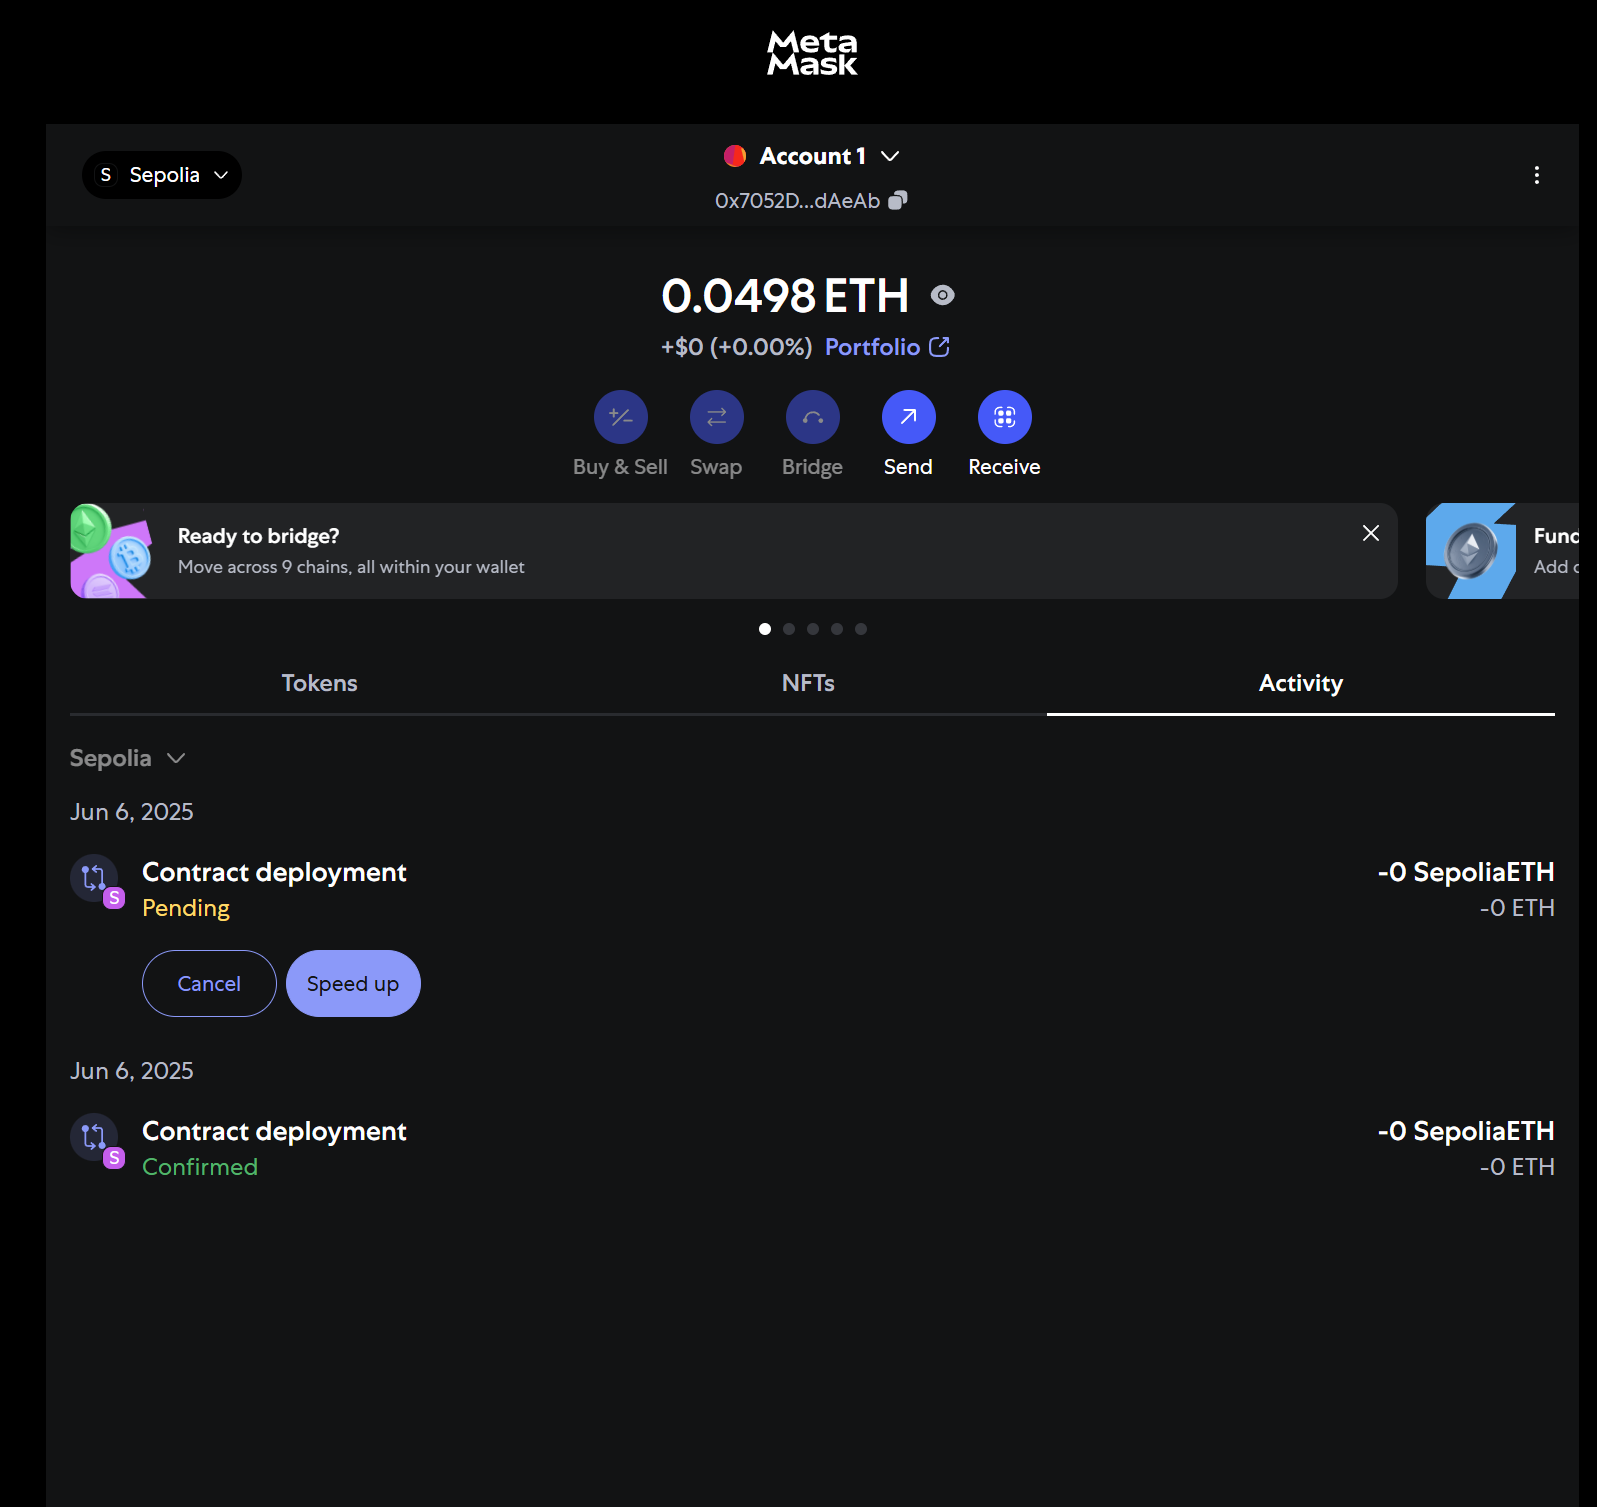 Meta
Mask
S Sepolia
Account 1
0x7052D...dAeAb
0.0498 ETH
+$0 (+0.00%) Portfolio
Buy & Sell Swap Bridge Send Receive
Ready to bridge?
Move across 9 chains, all within your wallet
Fund
Add
Tokens NFTs Activity
Sepolia
Jun 6, 2025
Contract deployment -0 SepoliaETH
S
Pending -0 ETH
Cancel Speed up
Jun 6, 2025
Contract deployment -0 SepoliaETH
S
Confirmed -0 ETH